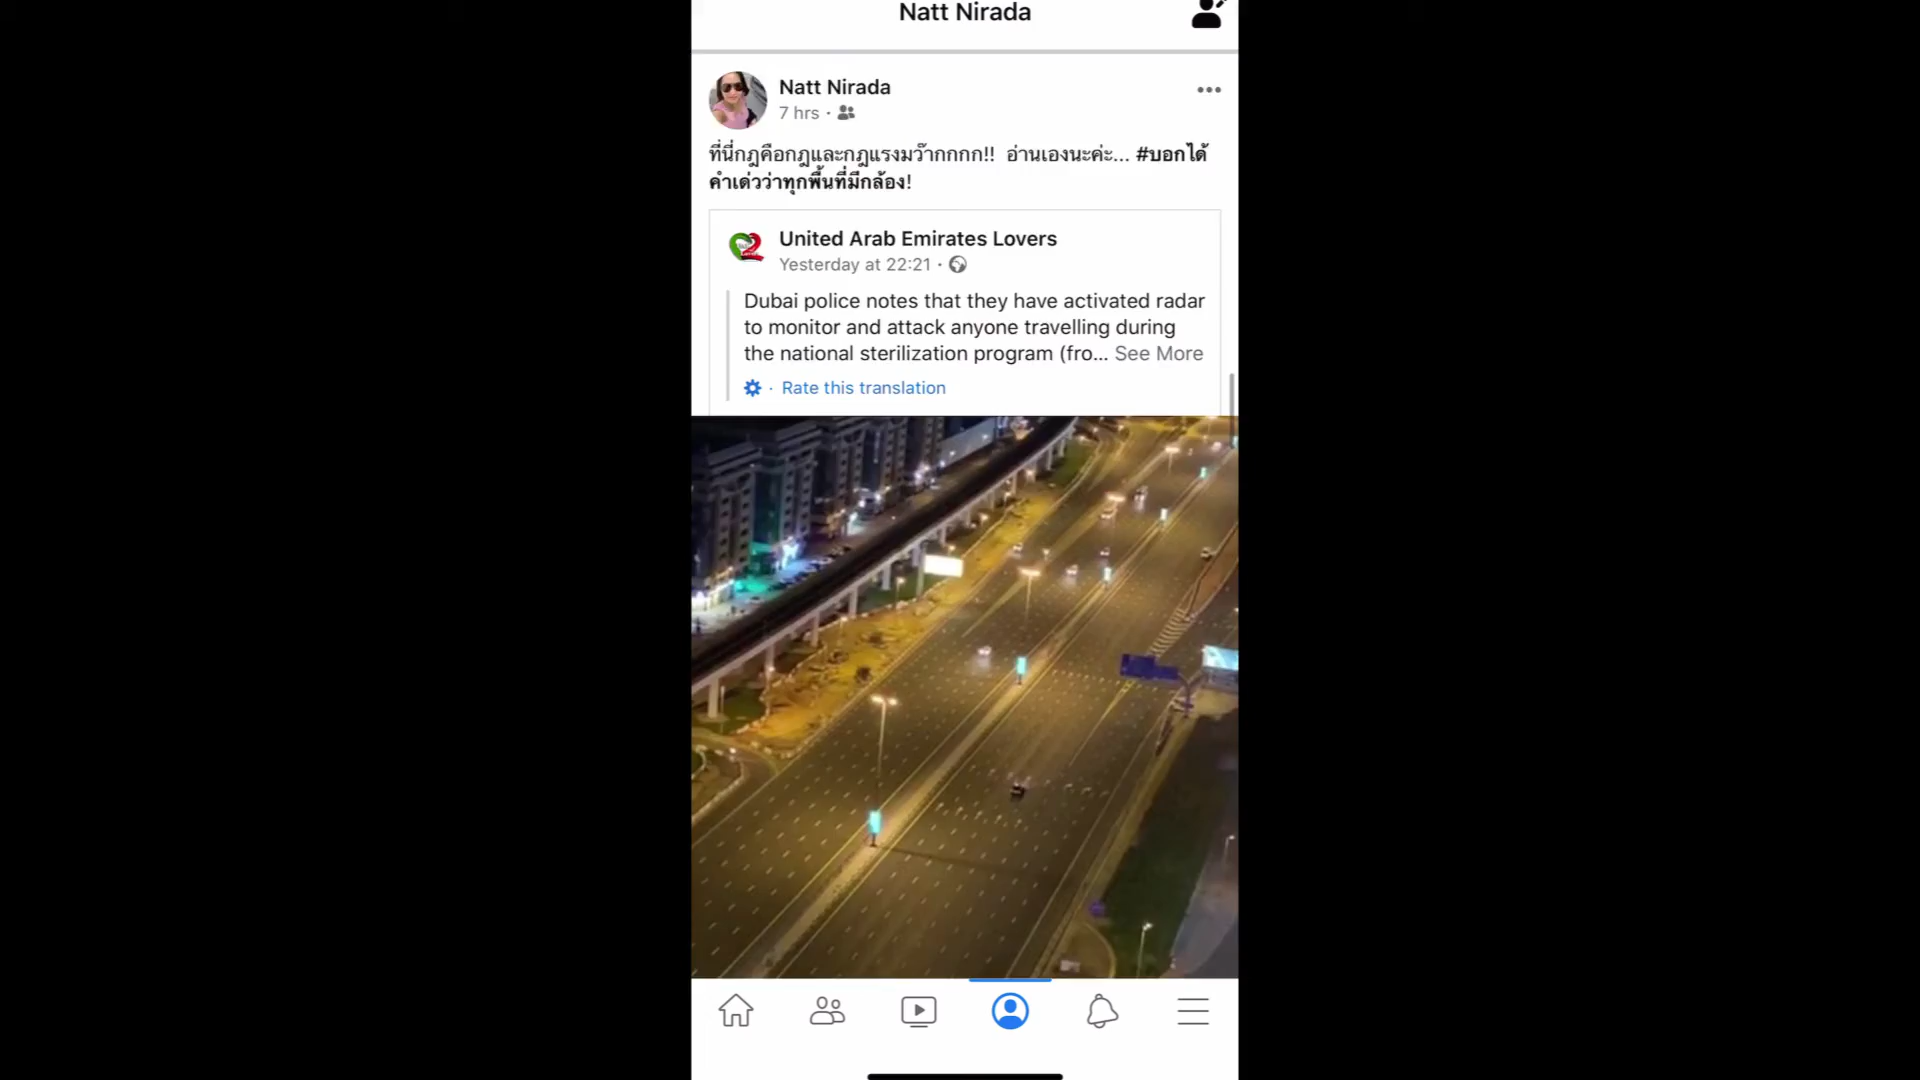 Natt Nirada
Natt Nirada
7 hrs ·
ที่นี่กฎคือกฎและกฎแรงมว๊ากกกก!! อ่านเองนะค่ะ... #บอกได้
คำเด่วว่าทุกพื้นที่มีกล้อง!
United Arab Emirates Lovers
Yesterday at 22:21 ·
Dubai police notes that they have activated radar
to monitor and attack anyone travelling during
the national sterilization program (fro... See More
· Rate this translation